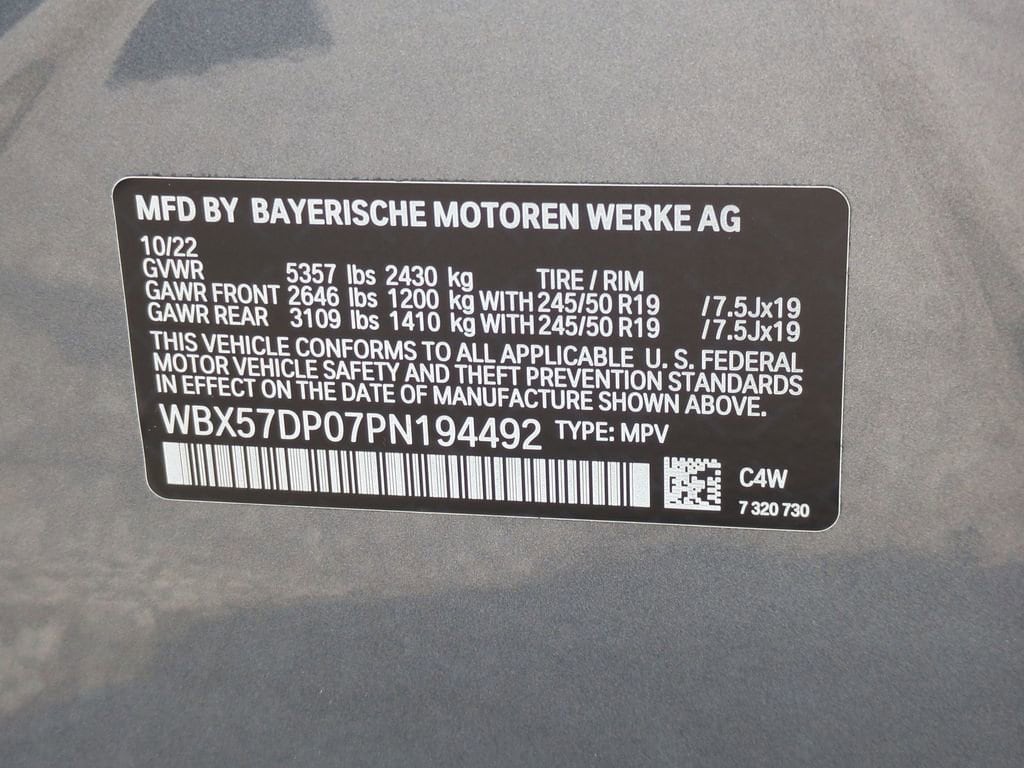 MFD BY BAYERISCHE MOTOREN WERKE AG
10/22
GVWR 5357 lbs 2430 kg TIRE / RIM
GAWR FRONT 2646 lbs 1200 kg WITH 245/50 R19 /7.5Jx19
GAWR REAR 3109 lbs 1410 kg WITH 245/50 R19 /7.5Jx19
THIS VEHICLE CONFORMS TO ALL APPLICABLE U. S. FEDERAL
MOTOR VEHICLE SAFETY AND THEFT PREVENTION STANDARDS
IN EFFECT ON THE DATE OF MANUFACTURE SHOWN ABOVE.
WBX57DP07PN194492 TYPE: MPV
C4W
7 320 730